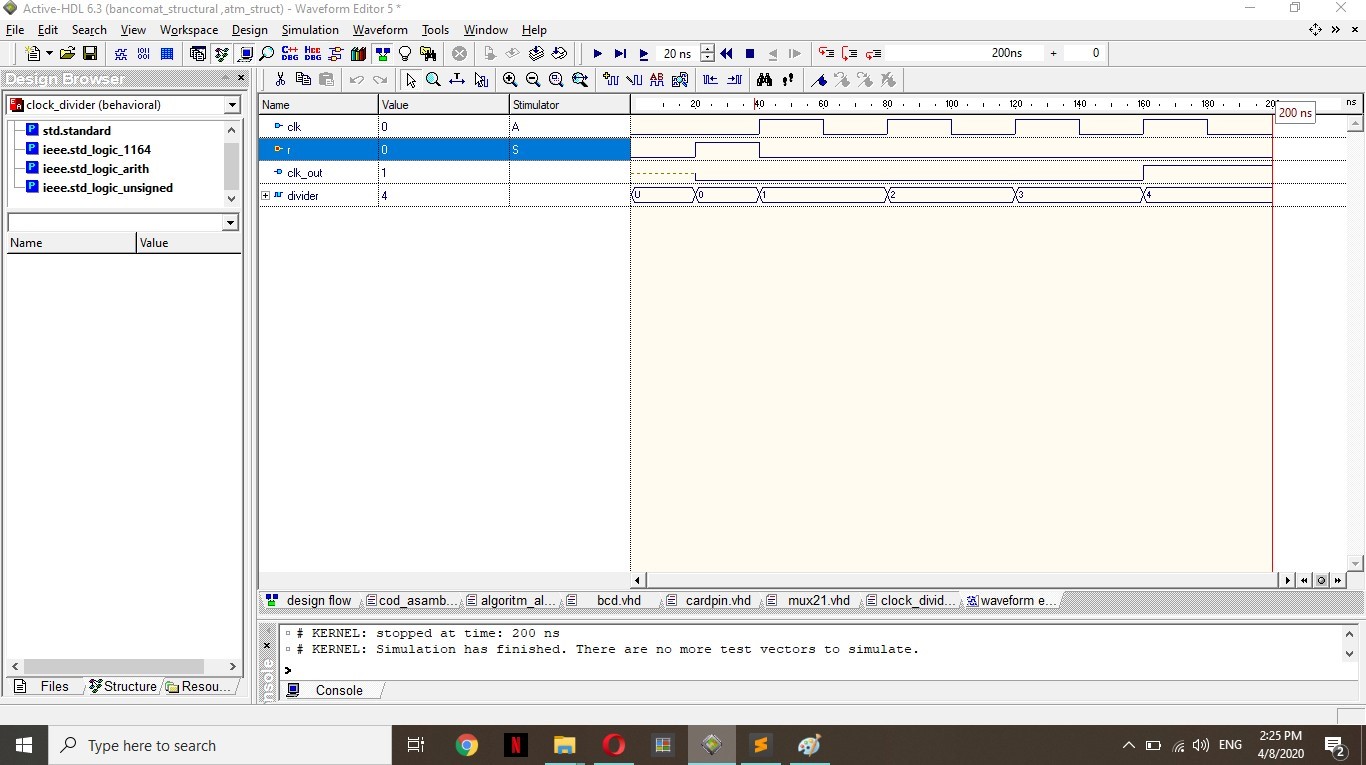 Active-HDL 6.3 (bancomat_structural ,atm_struct) - Waveform Editor 5 *
File Edit Search View Workspace Design Simulation Waveform Tools Window Help
C++ DBG HCC DBG 20 ns 200ns + 0
Design Browser
clock_divider (behavioral)
std.standard
ieee.std_logic_1164
ieee.std_logic_arith
ieee.std_logic_unsigned
Name Value
Name Value Stimulator 20 40 60 80 100 120 140 160 180 ns
200 ns
clk 0 A
r 0 S
clk_out 1
divider 4 U 0 1 2 3 4
design flow cod_asamb... algoritm_al... bcd.vhd cardpin.vhd mux21.vhd clock_divid... waveform e...
# KERNEL: stopped at time: 200 ns
# KERNEL: Simulation has finished. There are no more test vectors to simulate.
>
Console
Files Structure Resou...
Type here to search
ENG
2:25 PM
4/8/2020
2